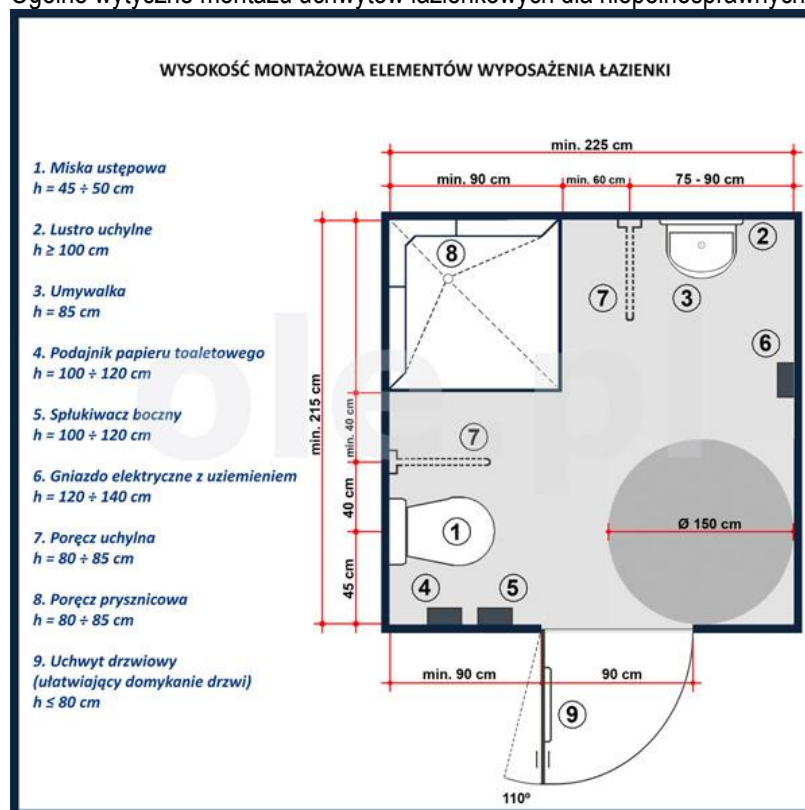 Ogólne wytyczne montażu uchwytów łazienkowych dla niepełnosprawnych
WYSOKOŚĆ MONTAŻOWA ELEMENTÓW WYPOSAŻENIA ŁAZIENKI
1. Miska ustępowa
h = 45 ÷ 50 cm
2. Lustro uchylne
h ≥ 100 cm
3. Umywalka
h = 85 cm
4. Podajnik papieru toaletowego
h = 100 ÷ 120 cm
5. Spłukiwacz boczny
h = 100 ÷ 120 cm
6. Gniazdo elektryczne z uziemieniem
h = 120 ÷ 140 cm
7. Poręcz uchylna
h = 80 ÷ 85 cm
8. Poręcz prysznicowa
h = 80 ÷ 85 cm
9. Uchwyt drzwiowy
(ułatwiający domykanie drzwi)
h ≤ 80 cm
min. 225 cm
min. 90 cm
min. 60 cm
75 - 90 cm
8
2
7
3
6
min. 215 cm
min. 40 cm
7
40 cm
1
Ø 150 cm
45 cm
4
5
min. 90 cm
90 cm
9
110º
ole.pl